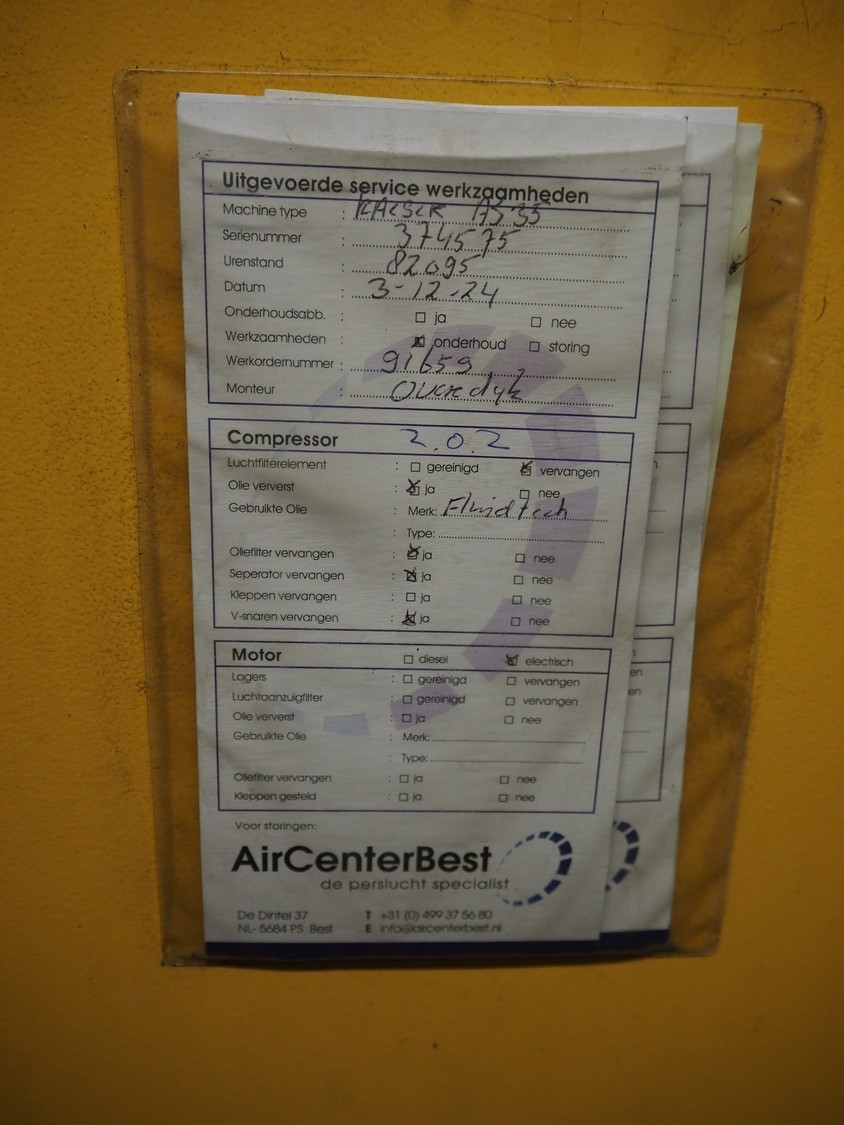 Uitgevoerde service werkzaamheden
Machine type : KAESER AS35
Serienummer : 374575
Urenstand : 82095
Datum : 3-12-24
Onderhoudsabb. : ☐ ja ☐ nee
Werkzaamheden : ☒ onderhoud ☐ storing
Werkordernummer : 91659
Monteur : Overdijk
Compressor 2.0.2
Luchtfilterelement : ☐ gereinigd ☒ vervangen
Olie ververst : ☒ ja ☐ nee
Gebruikte Olie : Merk: Fluidtech
: Type:
Oliefilter vervangen : ☒ ja ☐ nee
Seperator vervangen : ☒ ja ☐ nee
Kleppen vervangen : ☐ ja ☐ nee
V-snaren vervangen : ☒ ja ☐ nee
Motor ☐ diesel ☒ electrisch
Lagers : ☐ gereinigd ☐ vervangen
Luchtaanzuigfilter : ☐ gereinigd ☐ vervangen
Olie ververst : ☐ ja ☐ nee
Gebruikte Olie : Merk:
: Type:
Oliefilter vervangen : ☐ ja ☐ nee
Kleppen gesteld : ☐ ja ☐ nee
Voor storingen:
AirCenterBest
de perslucht specialist
De Dintel 37 T +31 (0) 499 37 56 80
NL- 5684 PS Best E info@aircenterbest.nl